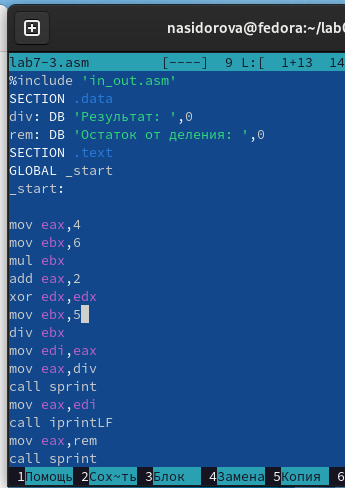 nasidorova@fedora:~/lab
lab7-3.asm [----] 9 L:[ 1+13 14
%include 'in_out.asm'
SECTION .data
div: DB 'Результат: ',0
rem: DB 'Остаток от деления: ',0
SECTION .text
GLOBAL _start
_start:
mov eax,4
mov ebx,6
mul ebx
add eax,2
xor edx,edx
mov ebx,5
div ebx
mov edi,eax
mov eax,div
call sprint
mov eax,edi
call iprintLF
mov eax,rem
call sprint
1Помощь 2Сох~ть 3Блок 4Замена 5Копия 6